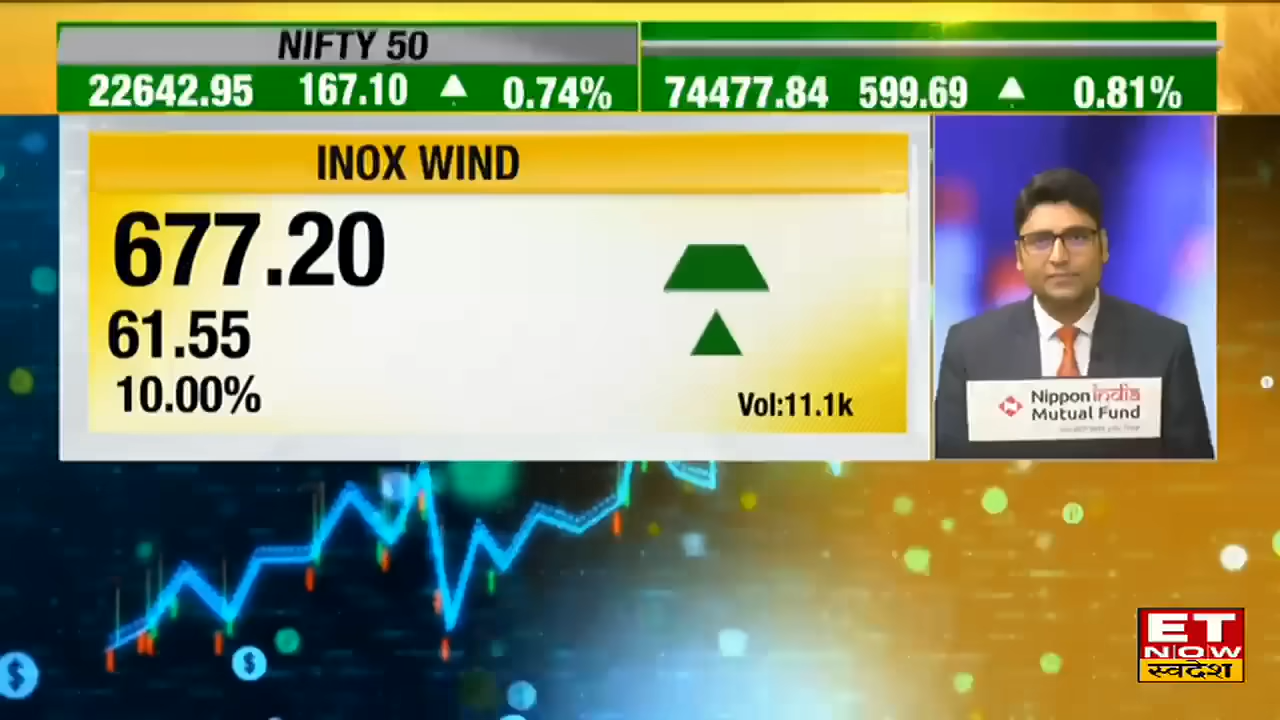 NIFTY 50
22642.95 167.10 0.74%
74477.84 599.69 0.81%
INOX WIND
677.20
61.55
10.00%
Vol:11.1k
Nippon india
Mutual Fund
$
$
ET
NOW
स्वदेश